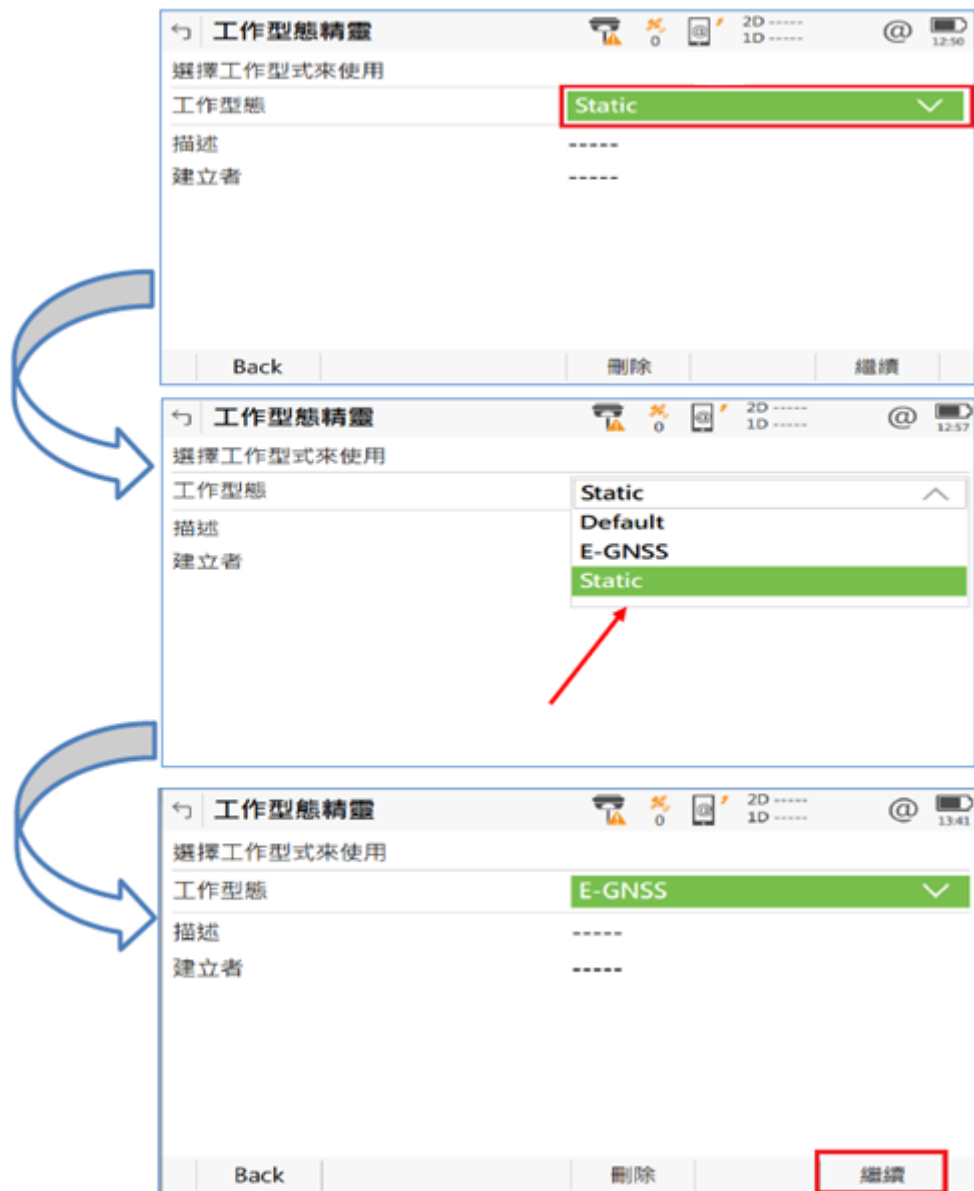 工作型態精靈 0 @ 2D ----- 1D ----- @ 12:50
選擇工作型式來使用
工作型態 Static
描述 -----
建立者 -----
Back 刪除 繼續
工作型態精靈 0 @ 2D ----- 1D ----- @ 12:57
選擇工作型式來使用
工作型態 Static
Default
描述
E-GNSS
建立者
Static
工作型態精靈 0 @ 2D ----- 1D ----- @ 13:41
選擇工作型式來使用
工作型態 E-GNSS
描述 -----
建立者 -----
Back 刪除 繼續